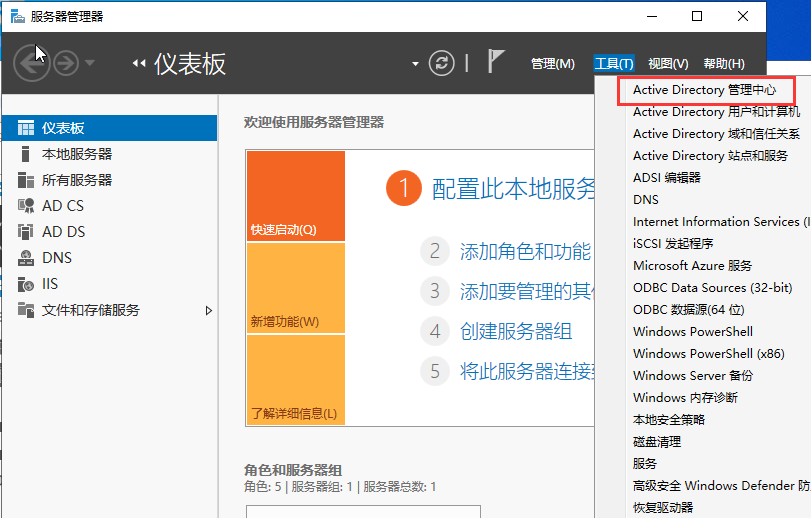 服务器管理器
仪表板
管理(M) 工具(T) 视图(V) 帮助(H)
仪表板
本地服务器
所有服务器
AD CS
AD DS
DNS
IIS
文件和存储服务
欢迎使用服务器管理器
快速启动(Q)
新增功能(W)
了解详细信息(L)
1 配置此本地服务
2 添加角色和功能
3 添加要管理的其
4 创建服务器组
5 将此服务器连接
角色和服务器组
角色: 5 | 服务器组: 1 | 服务器总数: 1
Active Directory 管理中心
Active Directory 用户和计算机
Active Directory 域和信任关系
Active Directory 站点和服务
ADSI 编辑器
DNS
Internet Information Services (I
iSCSI 发起程序
Microsoft Azure 服务
ODBC Data Sources (32-bit)
ODBC 数据源(64 位)
Windows PowerShell
Windows PowerShell (x86)
Windows Server 备份
Windows 内存诊断
本地安全策略
磁盘清理
服务
高级安全 Windows Defender 防
恢复驱动器